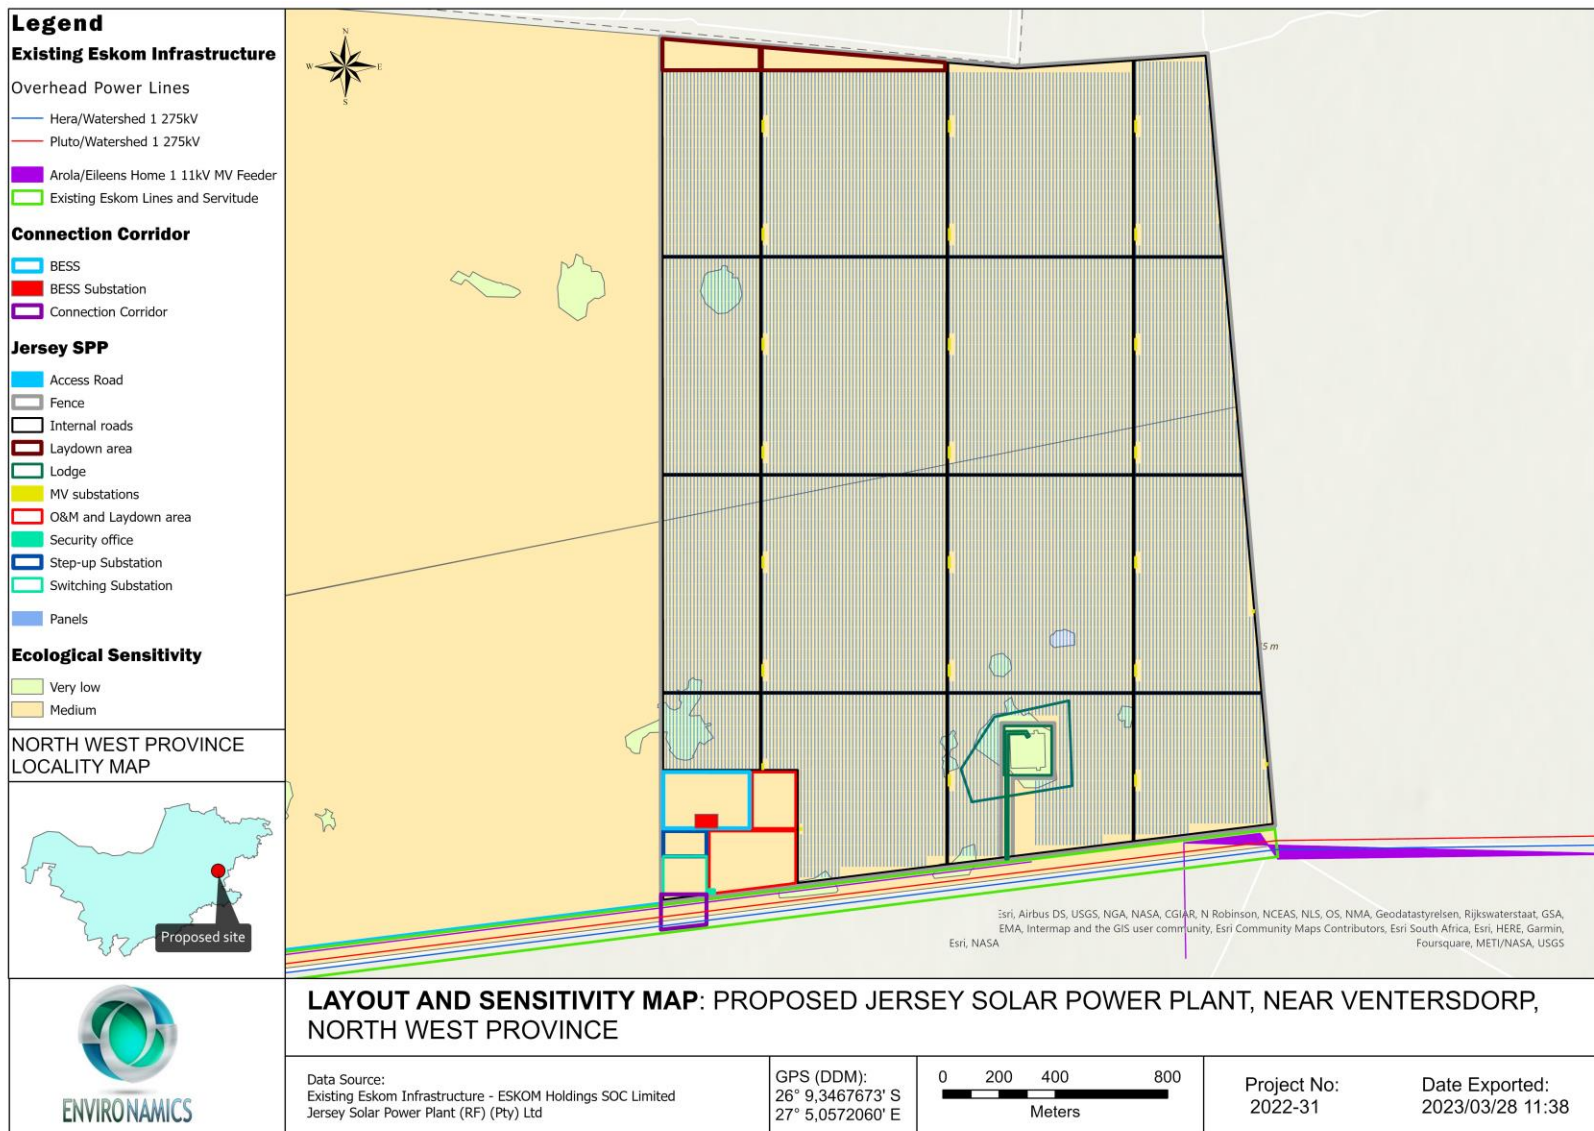 Legend
Existing Eskom Infrastructure
Overhead Power Lines
Hera/Watershed 1 275kV
Pluto/Watershed 1 275kV
Arola/Eileens Home 1 11kV MV Feeder
Existing Eskom Lines and Servitude
Connection Corridor
BESS
BESS Substation
Connection Corridor
Jersey SPP
Access Road
Fence
Internal roads
Laydown area
Lodge
MV substations
O&M and Laydown area
Security office
Step-up Substation
Switching Substation
Panels
Ecological Sensitivity
Very low
Medium
NORTH WEST PROVINCE
LOCALITY MAP
Proposed site
N
W
E
S
5 m
Esri, Airbus DS, USGS, NGA, NASA, CGIAR, N Robinson, NCEAS, NLS, OS, NMA, Geodatastyrelsen, Rijkswaterstaat, GSA,
EMA, Intermap and the GIS user community, Esri Community Maps Contributors, Esri South Africa, Esri, HERE, Garmin,
Esri, NASA
Foursquare, METI/NASA, USGS
ENVIRONAMICS
LAYOUT AND SENSITIVITY MAP: PROPOSED JERSEY SOLAR POWER PLANT, NEAR VENTERSDORP,
NORTH WEST PROVINCE
Data Source:
Existing Eskom Infrastructure - ESKOM Holdings SOC Limited
Jersey Solar Power Plant (RF) (Pty) Ltd
GPS (DDM):
26° 9,3467673' S
27° 5,0572060' E
0 200 400 800
Meters
Project No:
2022-31
Date Exported:
2023/03/28 11:38